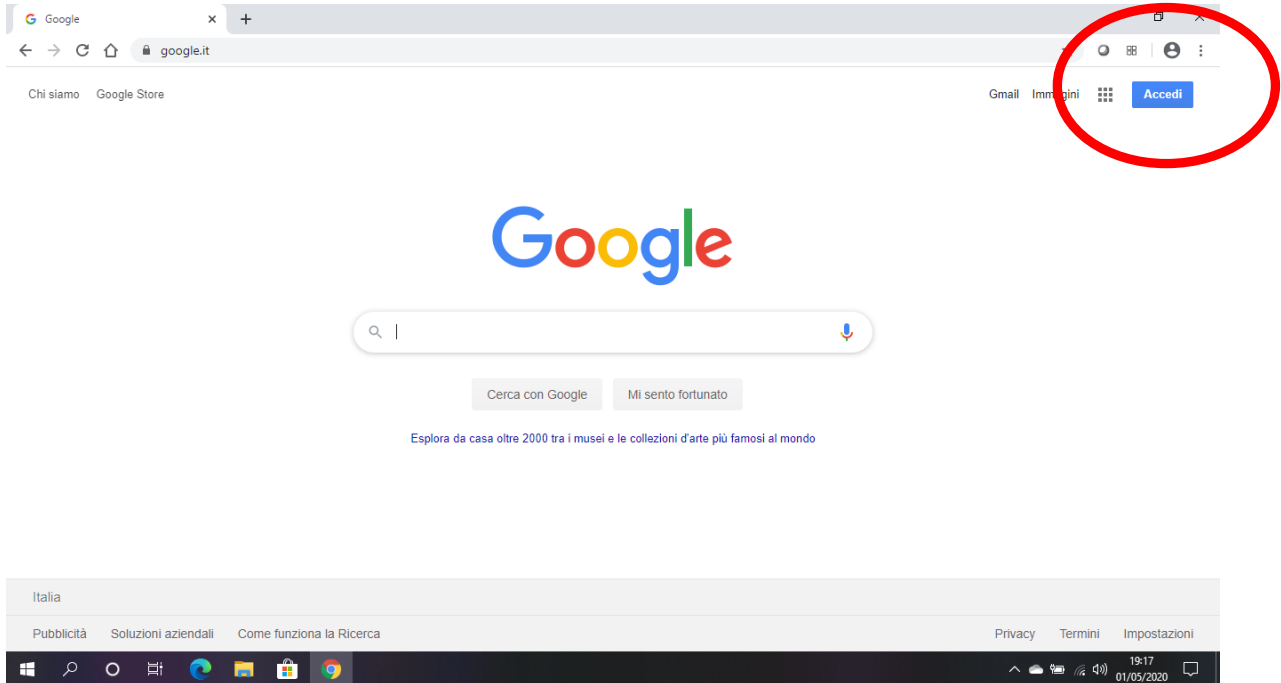 Google
google.it
Chi siamo Google Store
Gmail Immagini Accedi
Google
Cerca con Google Mi sento fortunato
Esplora da casa oltre 2000 tra i musei e le collezioni d'arte più famosi al mondo
Italia
Pubblicità Soluzioni aziendali Come funziona la Ricerca
Privacy Termini Impostazioni
19:17
01/05/2020